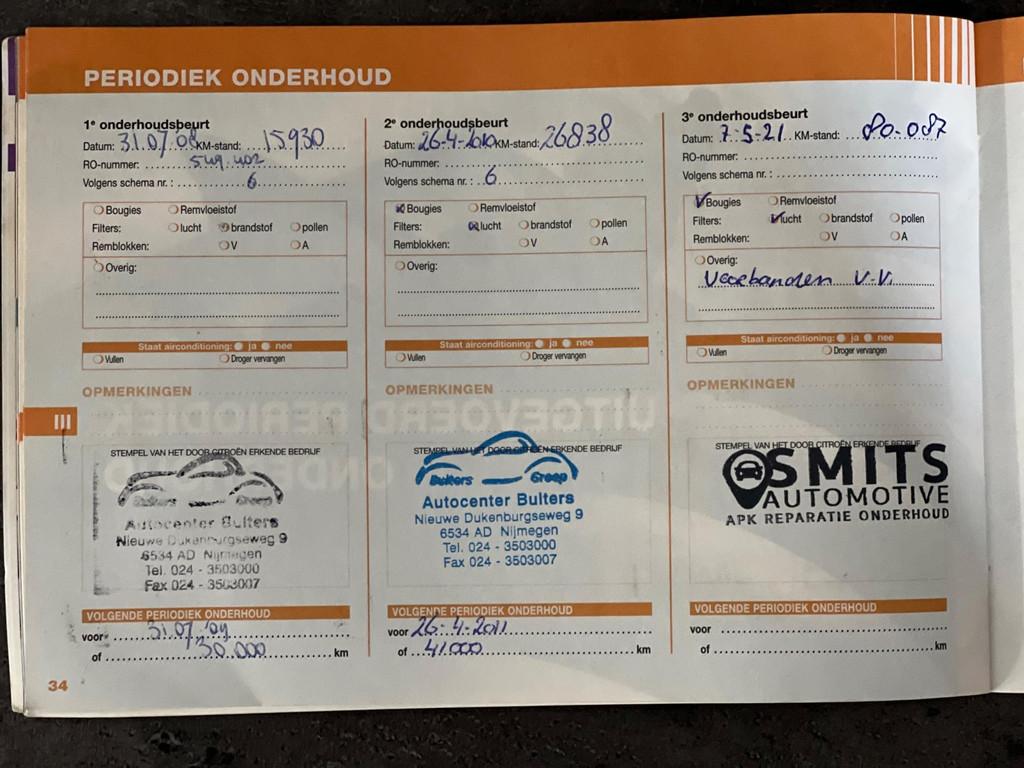 PERIODIEK ONDERHOUD
1e onderhoudsbeurt
Datum: 31.07.08 KM-stand: 15930
RO-nummer: 549.402
Volgens schema nr.: 6
Bougies Remvloeistof
Filters: lucht brandstof pollen
Remblokken: V A
Overig:
Staat airconditioning: ja nee
Vullen Droger vervangen
OPMERKINGEN
STEMPEL VAN HET DOOR CITROËN ERKENDE BEDRIJF
Bulters Groep
Autocenter Bulters
Nieuwe Dukenburgseweg 9
6534 AD Nijmegen
Tel. 024 - 3503000
Fax 024 - 3503007
VOLGENDE PERIODIEK ONDERHOUD
voor 31.07.'09
of 30.000 km
2e onderhoudsbeurt
Datum: 26-4-2010 KM-stand: 26838
RO-nummer:
Volgens schema nr.: 6
Bougies Remvloeistof
Filters: lucht brandstof pollen
Remblokken: V A
Overig:
Staat airconditioning: ja nee
Vullen Droger vervangen
OPMERKINGEN
STEMPEL VAN HET DOOR CITROËN ERKENDE BEDRIJF
Bulters Groep
Autocenter Bulters
Nieuwe Dukenburgseweg 9
6534 AD Nijmegen
Tel. 024 - 3503000
Fax 024 - 3503007
VOLGENDE PERIODIEK ONDERHOUD
voor 26-4-2011
of 41000 km
3e onderhoudsbeurt
Datum: 7-5-21 KM-stand: 80-087
RO-nummer:
Volgens schema nr.:
Bougies Remvloeistof
Filters: lucht brandstof pollen
Remblokken: V A
Overig:
Voorbanden V.V.
Staat airconditioning: ja nee
Vullen Droger vervangen
OPMERKINGEN
STEMPEL VAN HET DOOR CITROËN ERKENDE BEDRIJF
SMITS
AUTOMOTIVE
APK REPARATIE ONDERHOUD
VOLGENDE PERIODIEK ONDERHOUD
voor
of km
III
34